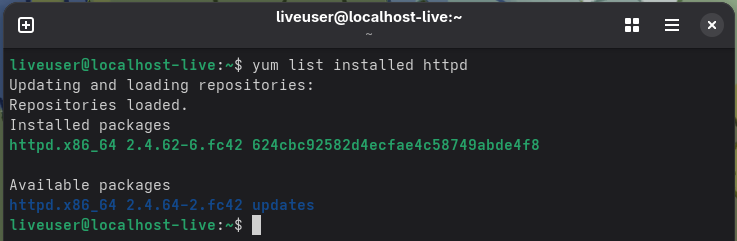 liveuser@localhost-live:~
~
liveuser@localhost-live:~$ yum list installed httpd
Updating and loading repositories:
Repositories loaded.
Installed packages
httpd.x86_64 2.4.62-6.fc42 624cbc92582d4ecfae4c58749abde4f8
Available packages
httpd.x86_64 2.4.64-2.fc42 updates
liveuser@localhost-live:~$